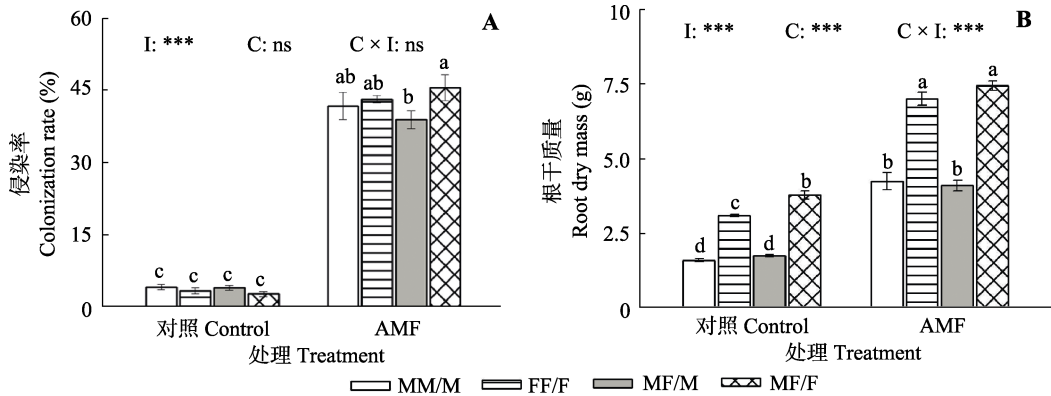 A
I: *** C: ns C × I: ns
60
45
30
15
0
侵染率
Colonization rate (%)
c c c c ab ab b a
对照 Control AMF
处理 Treatment
B
I: *** C: *** C × I: ***
10
7.5
5.0
2.5
0
根干质量
Root dry mass (g)
d c d b b a b a
对照 Control AMF
处理 Treatment
MM/M FF/F MF/M MF/F